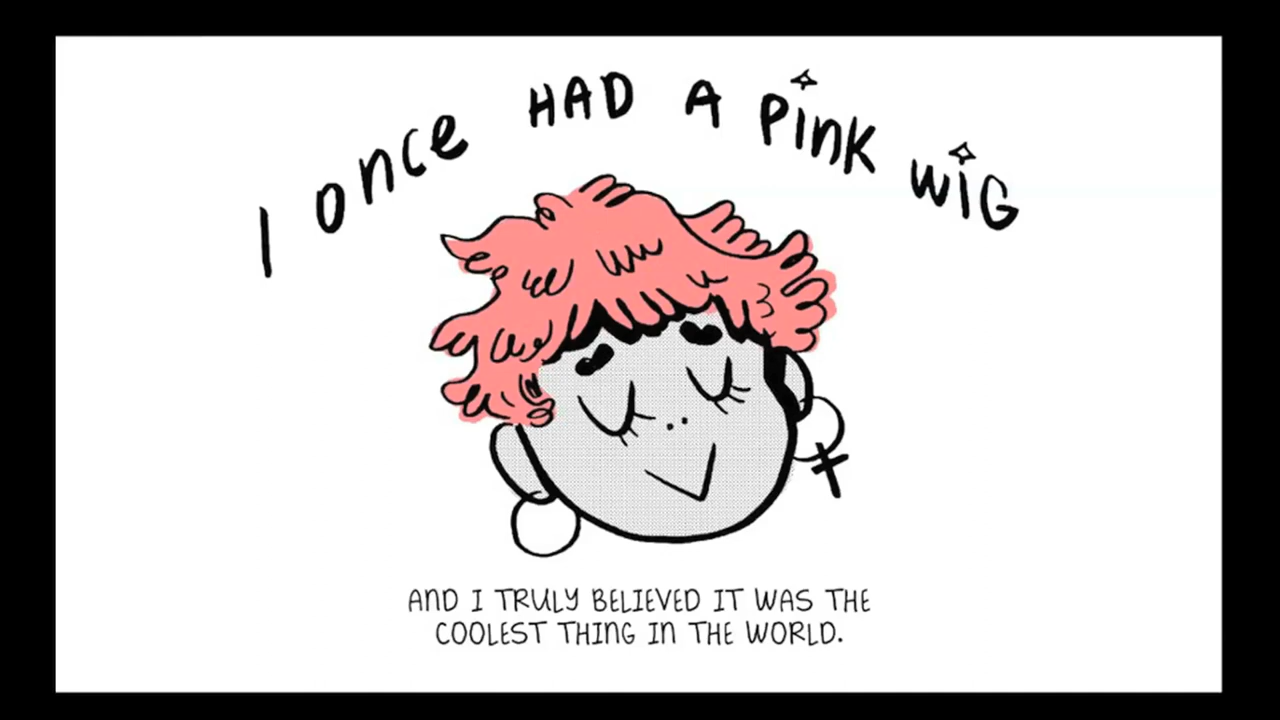 I once HAD A Pink wiG
AND I TRULY BELIEVED IT WAS THE
COOLEST THING IN THE WORLD.